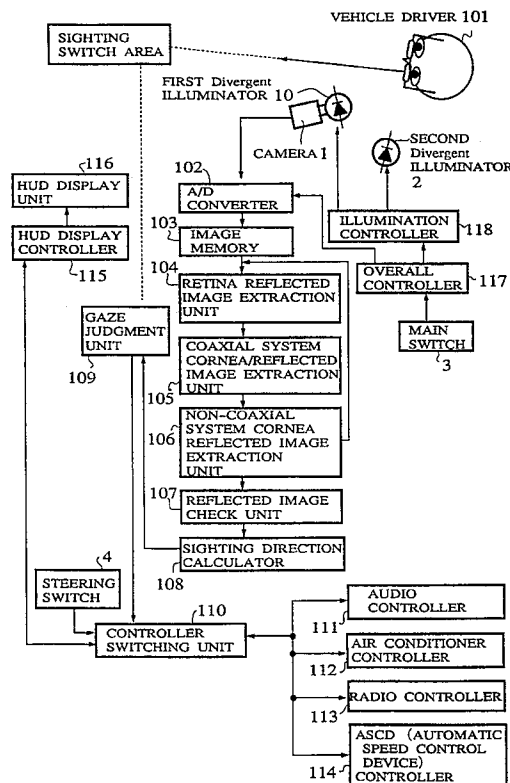 VEHICLE DRIVER 101
SIGHTING
SWITCH AREA
FIRST Divergent
ILLUMINATOR 10
CAMERA 1
SECOND
Divergent
ILLUMINATOR
2
116
HUD DISPLAY
UNIT
HUD DISPLAY
CONTROLLER
115
102
A/D
CONVERTER
103
IMAGE
MEMORY
104
RETINA REFLECTED
IMAGE EXTRACTION
UNIT
ILLUMINATION
CONTROLLER
118
OVERALL
CONTROLLER
117
MAIN
SWITCH
3
GAZE
JUDGMENT
UNIT
109
COAXIAL SYSTEM
CORNEA/REFLECTED
IMAGE EXTRACTION
UNIT
105
NON-COAXIAL
SYSTEM CORNEA
REFLECTED IMAGE
EXTRACTION
UNIT
106
107
REFLECTED IMAGE
CHECK UNIT
SIGHTING DIRECTION
CALCULATOR
108
4
STEERING
SWITCH
110
CONTROLLER
SWITCHING UNIT
AUDIO
CONTROLLER
111
AIR CONDITIONER
CONTROLLER
112
RADIO CONTROLLER
113
ASCD (AUTOMATIC
SPEED CONTROL
DEVICE)
CONTROLLER
114